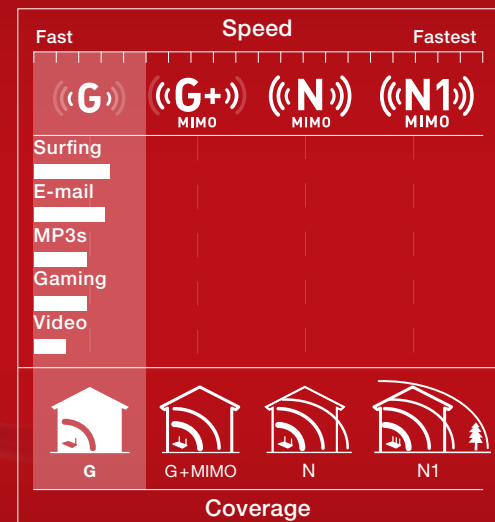 Speed
Fast Fastest
G G+ N N1
MIMO MIMO MIMO
Surfing
E-mail
MP3s
Gaming
Video
G G+MIMO N N1
Coverage